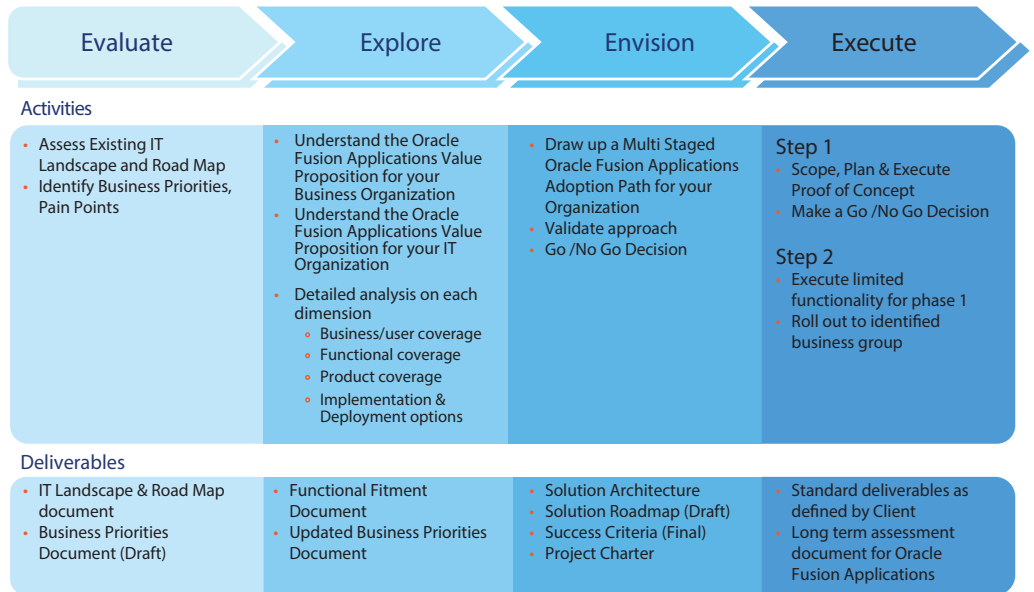 Evaluate
Explore
Envision
Execute
Activities
• Assess Existing IT
Landscape and Road Map
• Identify Business Priorities,
Pain Points
• Understand the Oracle
Fusion Applications Value
Proposition for your
Business Organization
• Understand the Oracle
Fusion Applications Value
Proposition for your IT
Organization
• Detailed analysis on each
dimension
Business/user coverage
Functional coverage
Product coverage
Implementation &
Deployment options
• Draw up a Multi Staged
Oracle Fusion Applications
Adoption Path for your
Organization
• Validate approach
• Go /No Go Decision
Step 1
• Scope, Plan & Execute
Proof of Concept
• Make a Go /No Go Decision
Step 2
• Execute limited
functionality for phase 1
• Roll out to identified
business group
Deliverables
• IT Landscape & Road Map
document
• Business Priorities
Document (Draft)
• Functional Fitment
Document
• Updated Business Priorities
Document
• Solution Architecture
• Solution Roadmap (Draft)
• Success Criteria (Final)
• Project Charter
• Standard deliverables as
defined by Client
• Long term assessment
document for Oracle
Fusion Applications